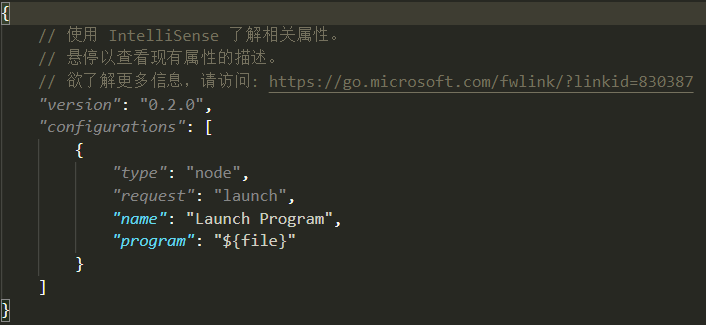 {
// 使用 IntelliSense 了解相关属性。
// 悬停以查看现有属性的描述。
// 欲了解更多信息，请访问: https://go.microsoft.com/fwlink/?linkid=830387
"version": "0.2.0",
"configurations": [
{
"type": "node",
"request": "launch",
"name": "Launch Program",
"program": "${file}"
}
]
}